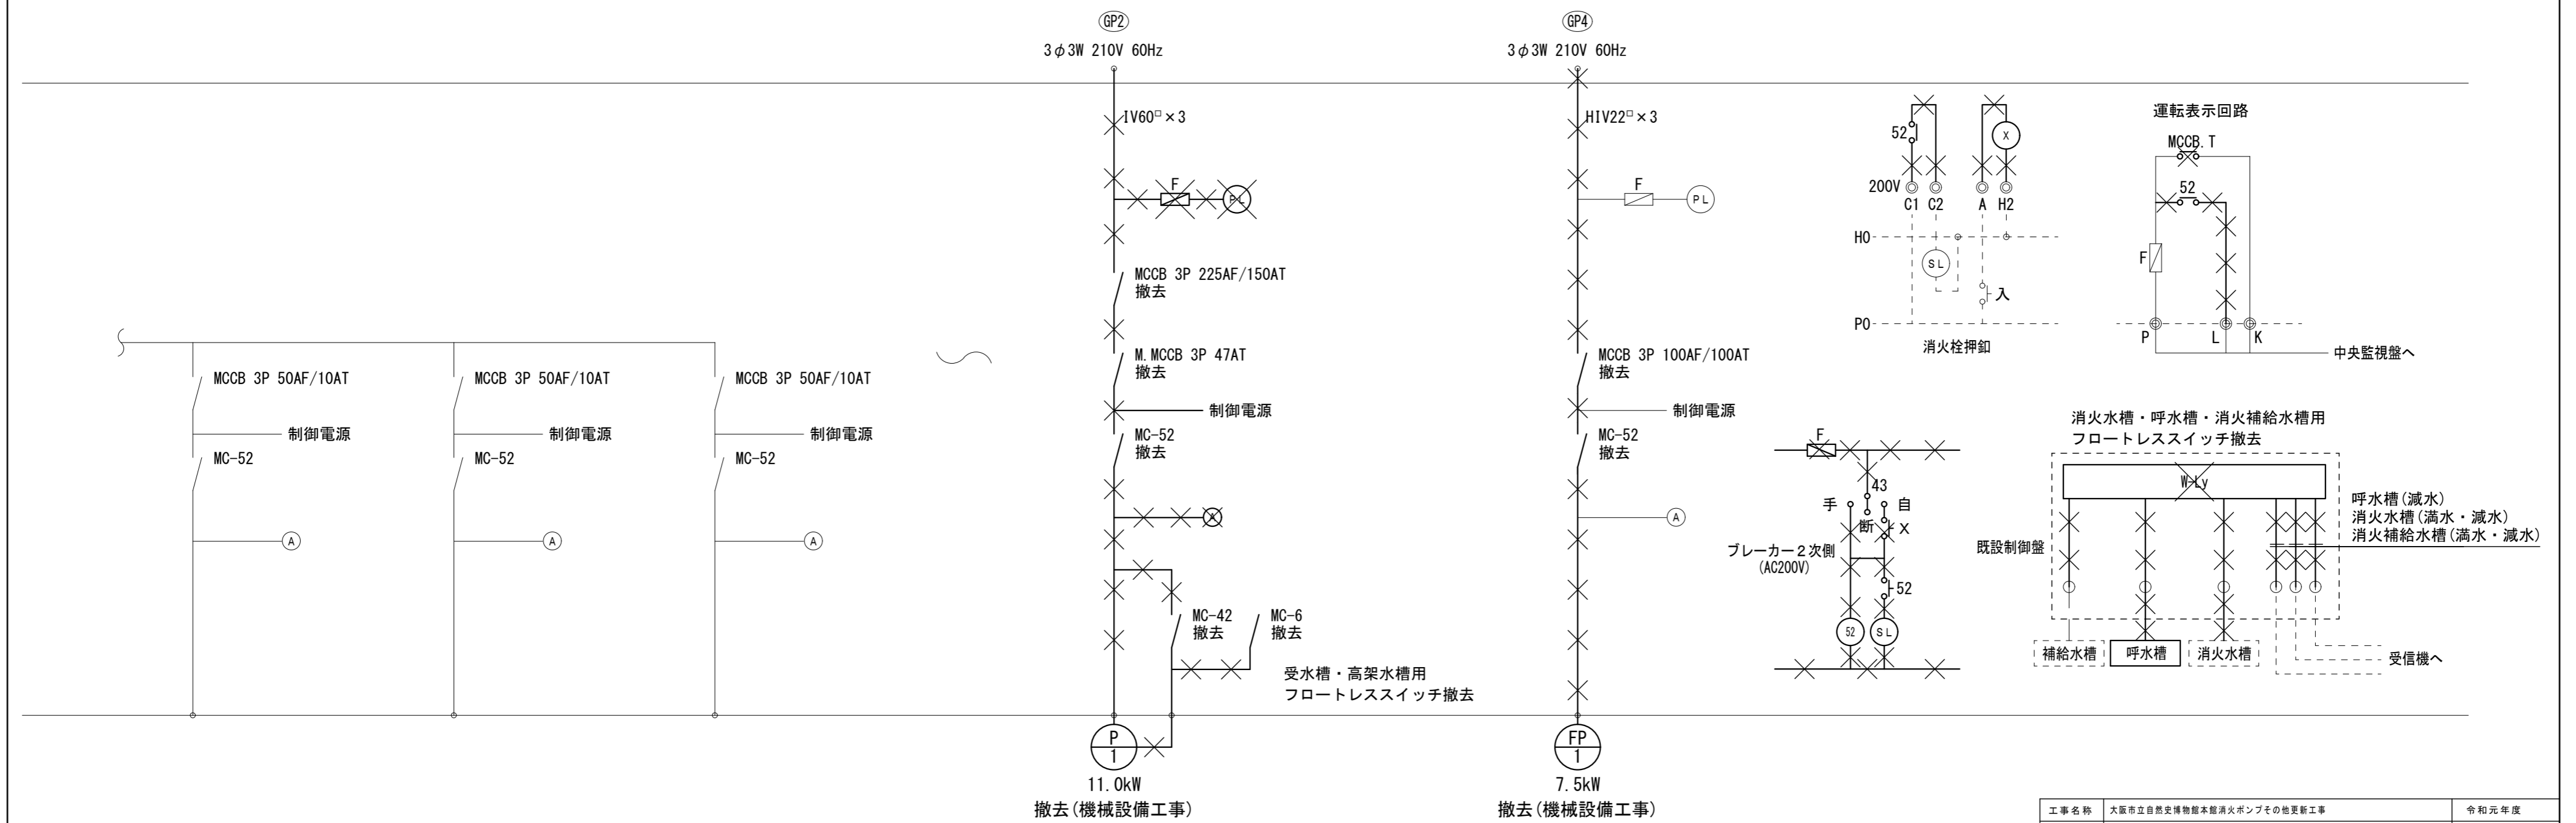 GP2
3φ3W 210V 60Hz
IV60□×3
F
PL
MCCB 3P 225AF/150AT
撤去
M.MCCB 3P 47AT
撤去
制御電源
MC-52
撤去
A
MC-42
撤去
MC-6
撤去
受水槽・高架水槽用
フロートレススイッチ撤去
P
1
11.0kW
撤去(機械設備工事)
MCCB 3P 50AF/10AT
制御電源
MC-52
A
MCCB 3P 50AF/10AT
制御電源
MC-52
A
MCCB 3P 50AF/10AT
制御電源
MC-52
A
GP4
3φ3W 210V 60Hz
HIV22□×3
F
PL
MCCB 3P 100AF/100AT
撤去
制御電源
MC-52
撤去
A
FP
1
7.5kW
撤去(機械設備工事)
52
X
200V
C1 C2 A H2
HO
SL
入
PO
消火栓押釦
運転表示回路
MCCB.T
52
F
P L K
中央監視盤へ
F
43
手 断 自
X
ブレーカー2次側
(AC200V)
52
52 SL
消火水槽・呼水槽・消火補給水槽用
フロートレススイッチ撤去
W-Ly
呼水槽(減水)
消火水槽(満水・減水)
消火補給水槽(満水・減水)
既設制御盤
補給水槽 呼水槽 消火水槽
受信機へ
工事名称 大阪市立自然史博物館本館消火ポンプその他更新工事 令和元年度